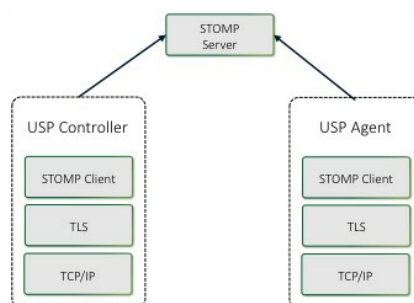 STOMP
Server
USP Controller
STOMP Client
TLS
TCP/IP
USP Agent
STOMP Client
TLS
TCP/IP